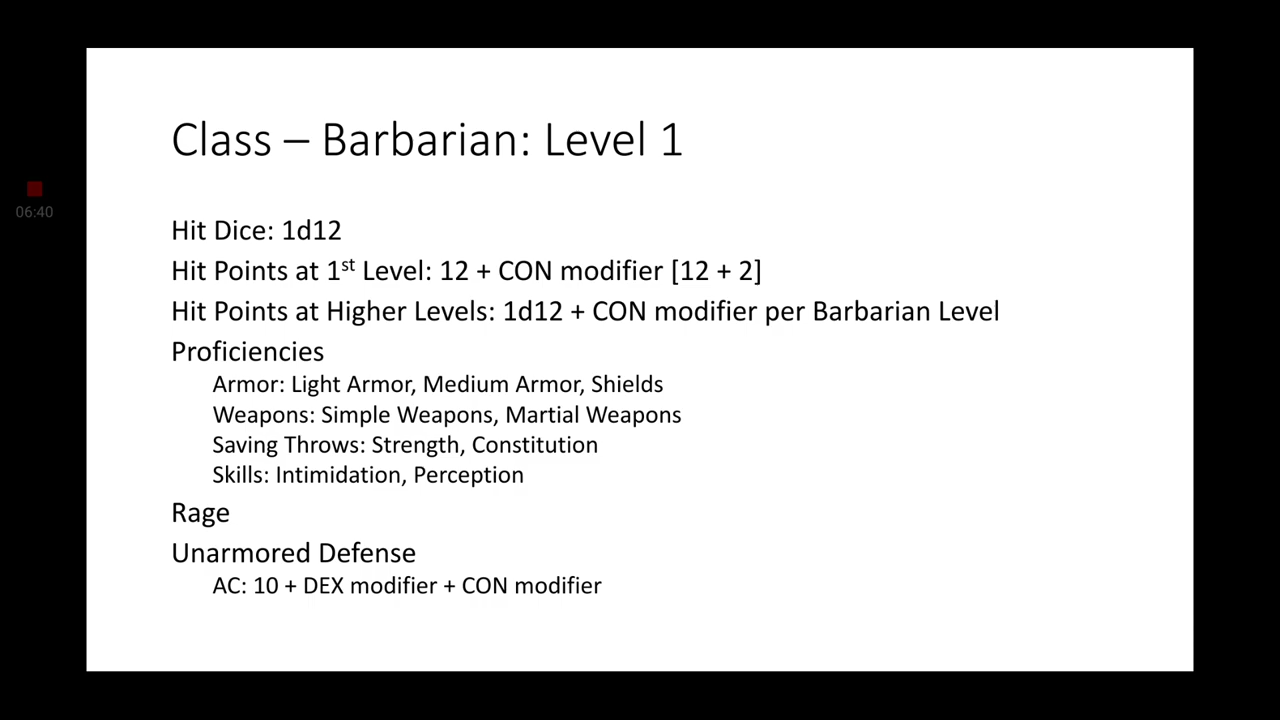 Class – Barbarian: Level 1
06:40
Hit Dice: 1d12
Hit Points at 1st Level: 12 + CON modifier [12 + 2]
Hit Points at Higher Levels: 1d12 + CON modifier per Barbarian Level
Proficiencies
Armor: Light Armor, Medium Armor, Shields
Weapons: Simple Weapons, Martial Weapons
Saving Throws: Strength, Constitution
Skills: Intimidation, Perception
Rage
Unarmored Defense
AC: 10 + DEX modifier + CON modifier